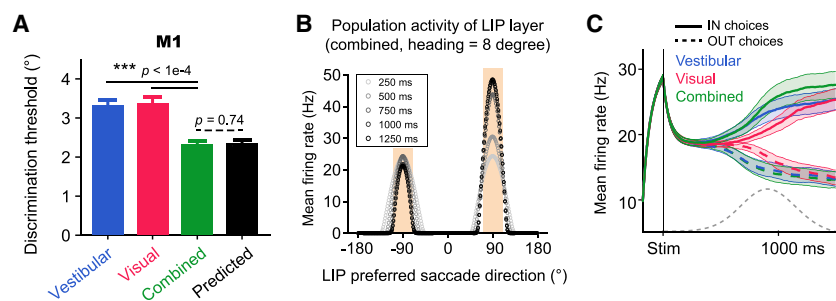 A
M1
*** p < 1e-4
p = 0.74
Discrimination threshold (°)
4
3
2
1
0
Vestibular
Visual
Combined
Predicted
B
Population activity of LIP layer
(combined, heading = 8 degree)
Mean firing rate (Hz)
50
40
30
20
10
0
250 ms
500 ms
750 ms
1000 ms
1250 ms
-180 -90 0 90 180
LIP preferred saccade direction (°)
C
IN choices
OUT choices
Vestibular
Visual
Combined
Mean firing rate (Hz)
30
20
10
Stim 1000 ms